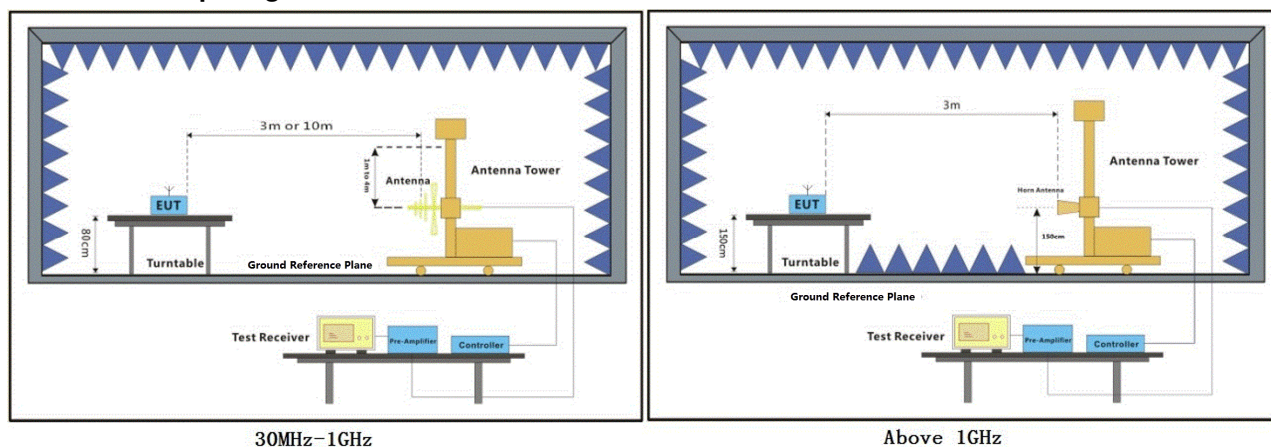 3m or 10m
1m to 4m
Antenna
Antenna Tower
EUT
80cm
Turntable
Ground Reference Plane
Test Receiver
Pre-Amplifier
Controller
30MHz-1GHz
3m
Antenna Tower
Horn Antenna
EUT
150cm
150cm
Turntable
Ground Reference Plane
Test Receiver
Pre-Amplifier
Controller
Above 1GHz